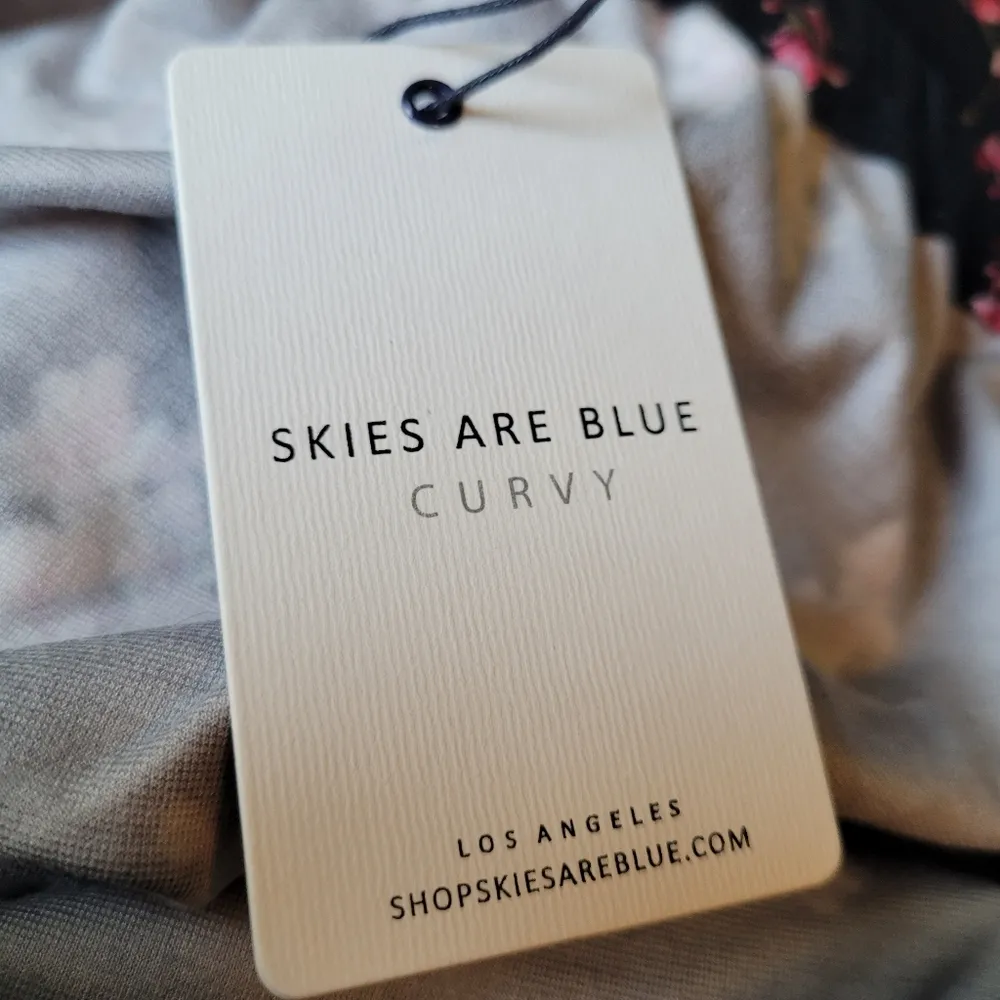 SKIES ARE BLUE
CURVY
LOS ANGELES
SHOPSKIESAREBLUE.COM